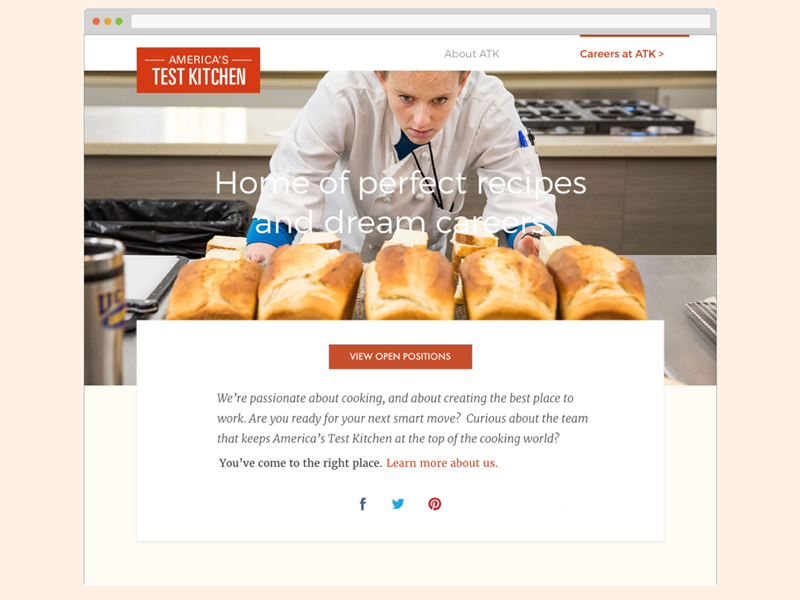 AMERICA'S
TEST KITCHEN
About ATK
Careers at ATK >
Home of perfect recipes
and dream careers.
VIEW OPEN POSITIONS
We're passionate about cooking, and about creating the best place to
work. Are you ready for your next smart move? Curious about the team
that keeps America's Test Kitchen at the top of the cooking world?
You've come to the right place. Learn more about us.